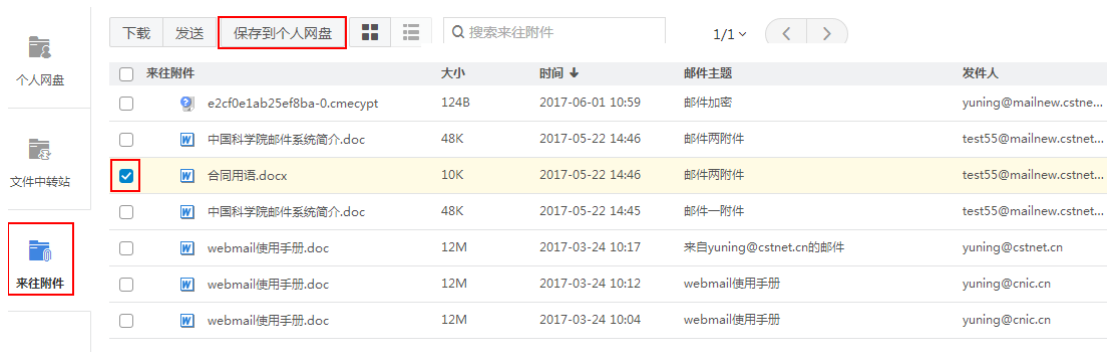 下载 发送 保存到个人网盘 搜索来往附件 1/1
个人网盘
文件中转站
来往附件
来往附件 大小 时间 邮件主题 发件人
e2cf0e1ab25ef8ba-0.cmecypt 124B 2017-06-01 10:59 邮件加密 yuning@mailnew.cstne...
中国科学院邮件系统简介.doc 48K 2017-05-22 14:46 邮件两附件 test55@mailnew.cstnet...
合同用语.docx 10K 2017-05-22 14:46 邮件两附件 test55@mailnew.cstnet...
中国科学院邮件系统简介.doc 48K 2017-05-22 14:45 邮件一附件 test55@mailnew.cstnet...
webmail使用手册.doc 12M 2017-03-24 10:17 来自yuning@cstnet.cn的邮件 yuning@cstnet.cn
webmail使用手册.doc 12M 2017-03-24 10:12 webmail使用手册 yuning@cnic.cn
webmail使用手册.doc 12M 2017-03-24 10:04 webmail使用手册 yuning@cnic.cn